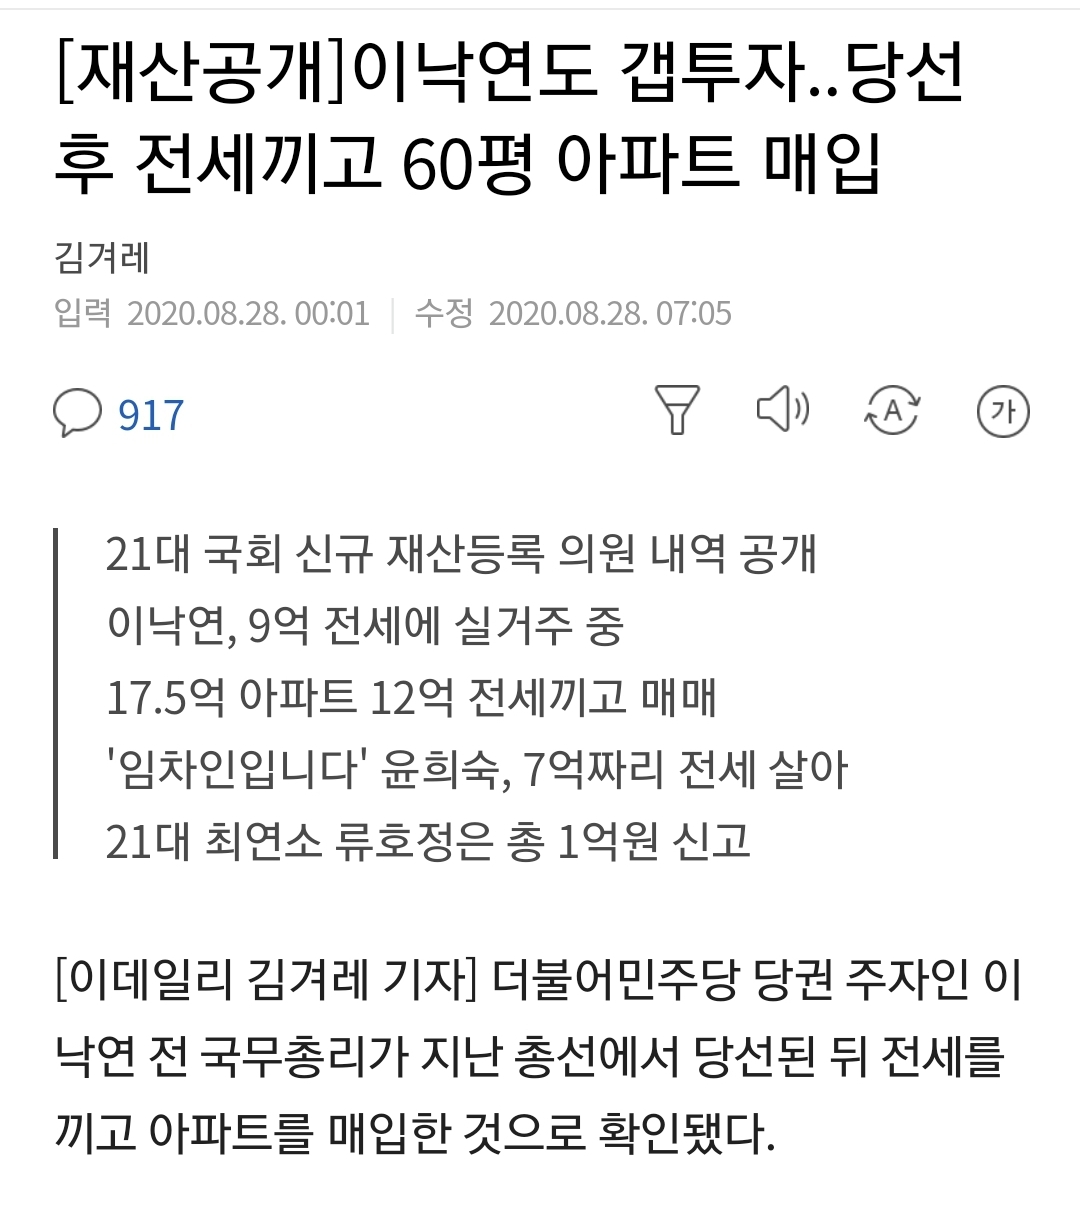 [재산공개]이낙연도 갭투자..당선
후 전세끼고 60평 아파트 매입
김겨레
입력 2020.08.28. 00:01 수정 2020.08.28. 07:05
917 A 가
21대 국회 신규 재산등록 의원 내역 공개
이낙연, 9억 전세에 실거주 중
17.5억 아파트 12억 전세끼고 매매
'임차인입니다' 윤희숙, 7억짜리 전세 살아
21대 최연소 류호정은 총 1억원 신고
[이데일리 김겨레 기자] 더불어민주당 당권 주자인 이
낙연 전 국무총리가 지난 총선에서 당선된 뒤 전세를
끼고 아파트를 매입한 것으로 확인됐다.